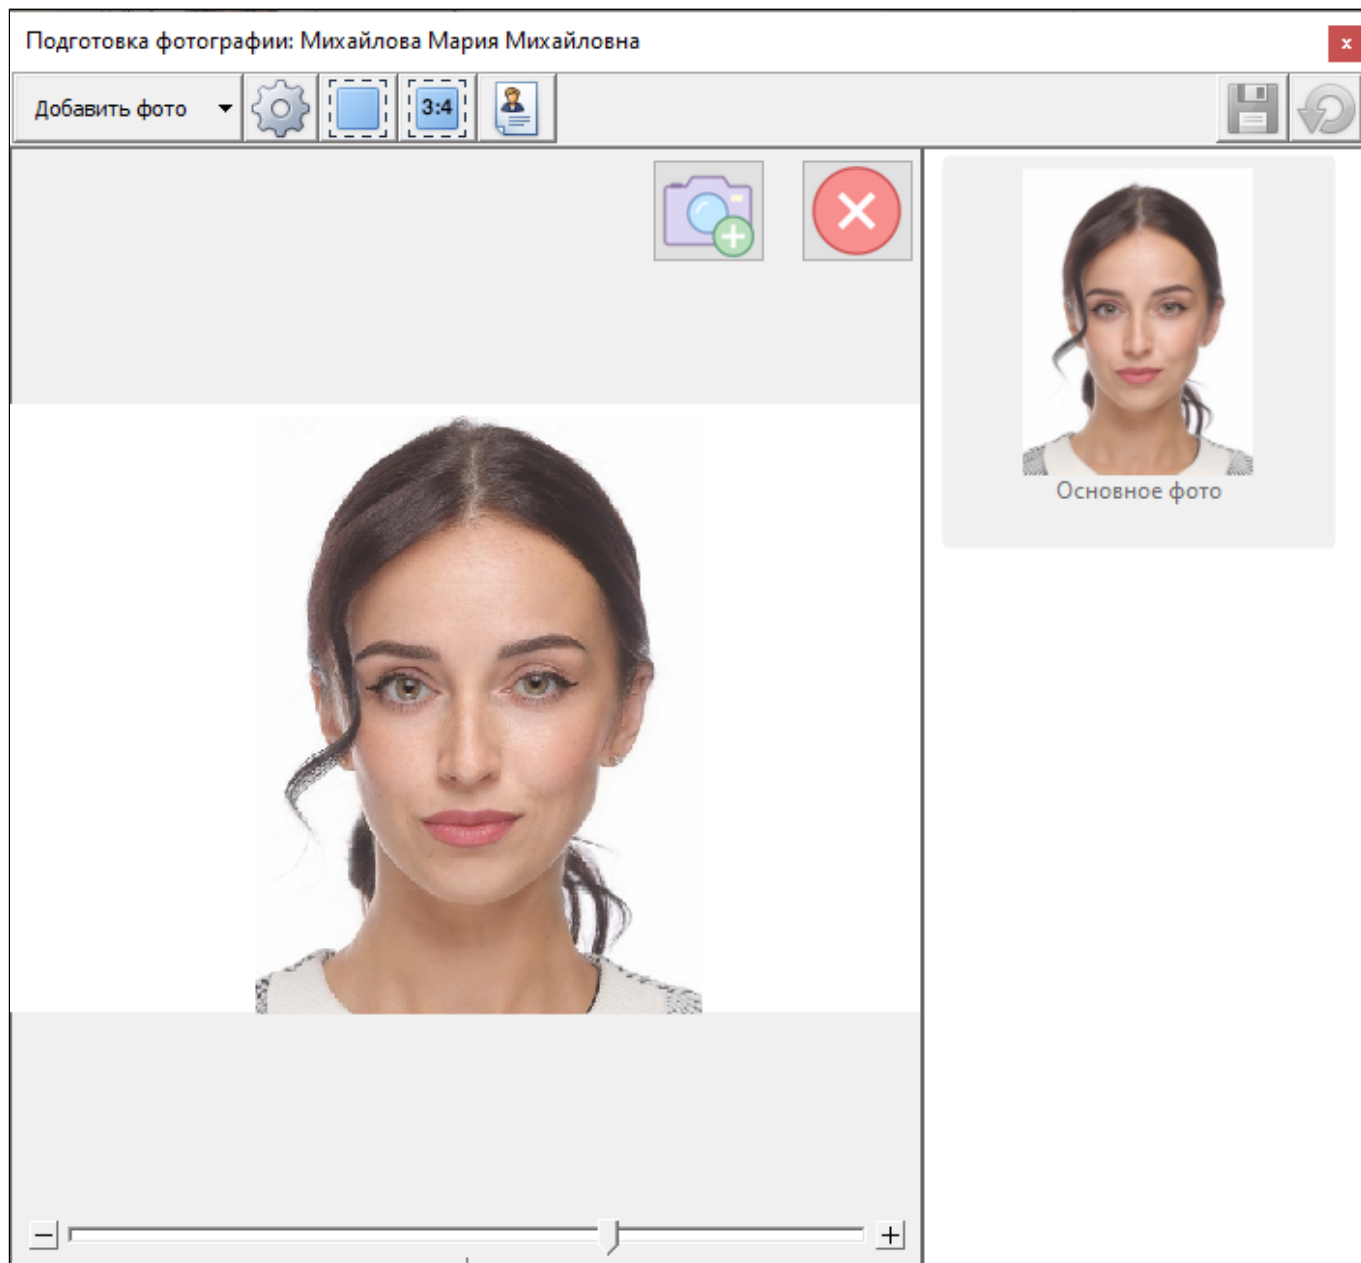 Подготовка фотографии: Михайлова Мария Михайловна
Добавить фото
3:4
Основное фото